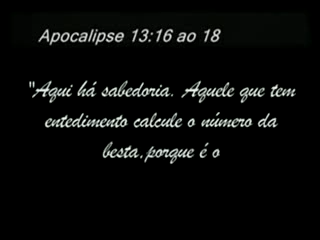 Apocalipse 13:16 ao 18
"Aqui há sabedoria. Aquele que tem
entedimento calcule o número da
besta,porque é o